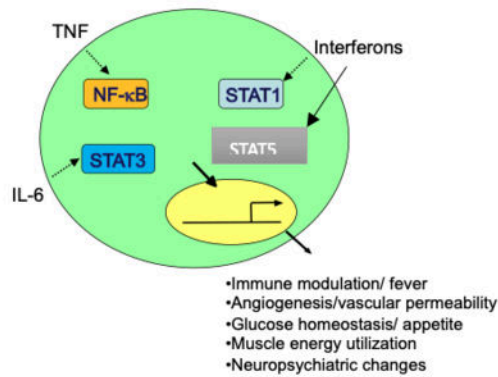 TNF
Interferons
NF-κB
STAT1
STAT5
STAT3
IL-6
•Immune modulation/ fever
•Angiogenesis/vascular permeability
•Glucose homeostasis/ appetite
•Muscle energy utilization
•Neuropsychiatric changes